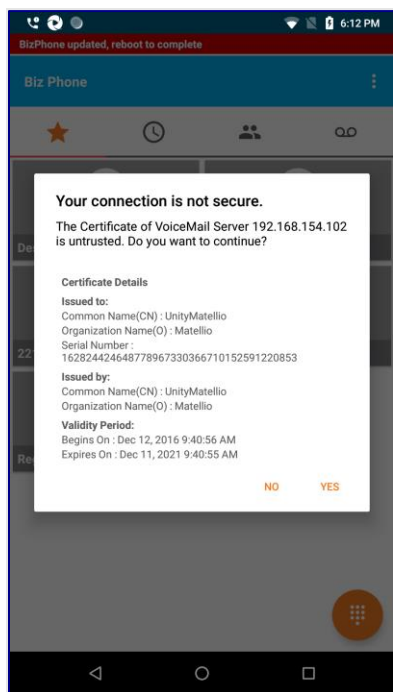 6:12 PM
BizPhone updated, reboot to complete
Biz Phone
Your connection is not secure.
The Certificate of VoiceMail Server 192.168.154.102
is untrusted. Do you want to continue?
Certificate Details
Issued to:
Common Name(CN) : UnityMatellio
Organization Name(O) : Matellio
Serial Number :
162824424648778967330366710152591220853
Issued by:
Common Name(CN) : UnityMatellio
Organization Name(O) : Matellio
Validity Period:
Begins On : Dec 12, 2016 9:40:56 AM
Expires On : Dec 11, 2021 9:40:55 AM
NO YES